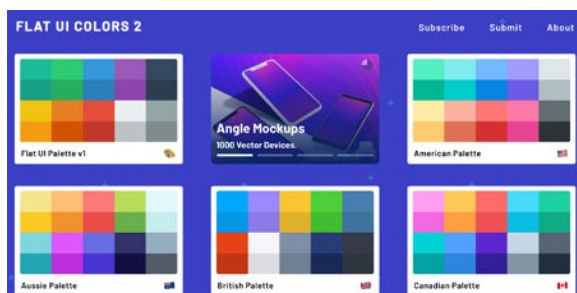 FLAT UI COLORS 2
Subscribe Submit About
Angle Mockups
1000 Vector Devices.
Flat UI Palette v1
American Palette
Aussie Palette
British Palette
Canadian Palette